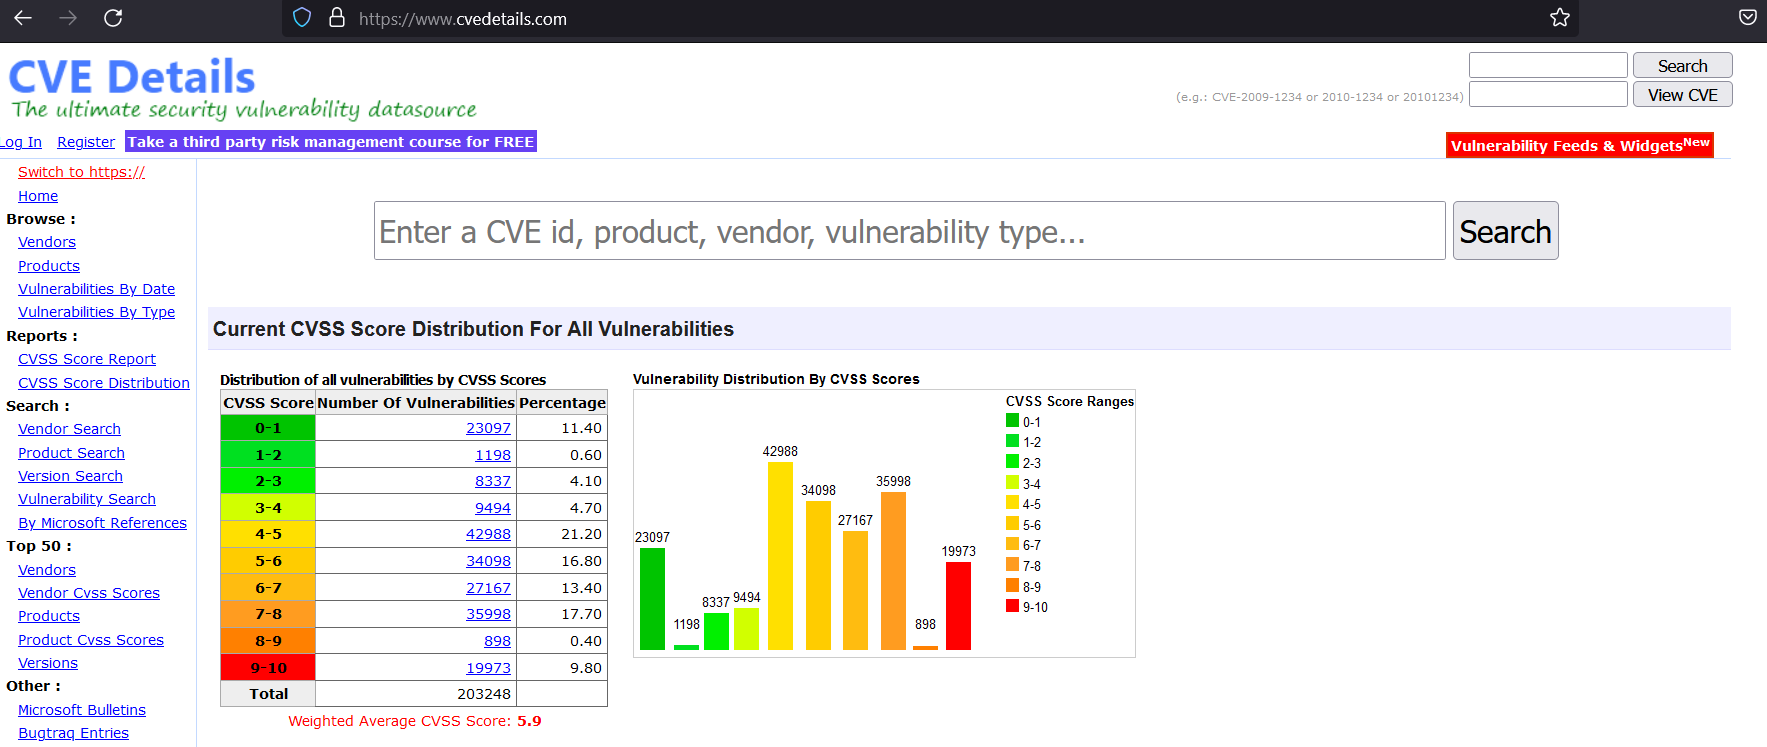 https://www.cvedetails.com
CVE Details
The ultimate security vulnerability datasource
Search
(e.g.: CVE-2009-1234 or 2010-1234 or 20101234)
View CVE
Log In Register Take a third party risk management course for FREE
Vulnerability Feeds & WidgetsNew
Switch to https://
Home
Browse :
Vendors
Products
Vulnerabilities By Date
Vulnerabilities By Type
Reports :
CVSS Score Report
CVSS Score Distribution
Search :
Vendor Search
Product Search
Version Search
Vulnerability Search
By Microsoft References
Top 50 :
Vendors
Vendor Cvss Scores
Products
Product Cvss Scores
Versions
Other :
Microsoft Bulletins
Bugtraq Entries
Enter a CVE id, product, vendor, vulnerability type...
Search
Current CVSS Score Distribution For All Vulnerabilities
Distribution of all vulnerabilities by CVSS Scores
CVSS Score Number Of Vulnerabilities Percentage
0-1 23097 11.40
1-2 1198 0.60
2-3 8337 4.10
3-4 9494 4.70
4-5 42988 21.20
5-6 34098 16.80
6-7 27167 13.40
7-8 35998 17.70
8-9 898 0.40
9-10 19973 9.80
Total 203248
Weighted Average CVSS Score: 5.9
Vulnerability Distribution By CVSS Scores
23097
1198
8337
9494
42988
34098
27167
35998
898
19973
CVSS Score Ranges
0-1
1-2
2-3
3-4
4-5
5-6
6-7
7-8
8-9
9-10